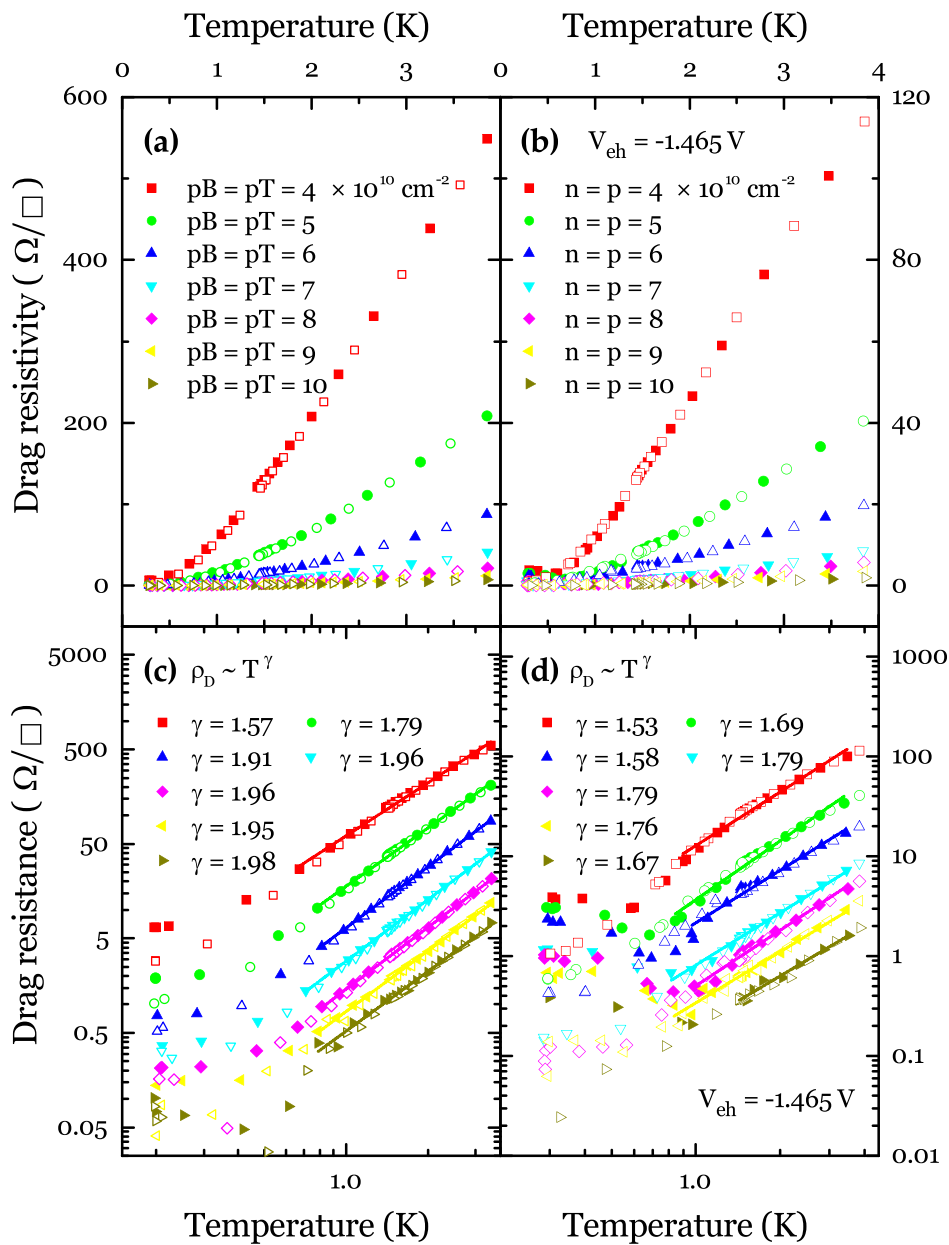 Temperature (K) Temperature (K)
0 1 2 3 0 1 2 3 4
600 120
(a) (b) V_eh = -1.465 V
pB = pT = 4 × 10^10 cm^-2 n = p = 4 × 10^10 cm^-2
pB = pT = 5 n = p = 5
pB = pT = 6 n = p = 6
400 80
pB = pT = 7 n = p = 7
pB = pT = 8 n = p = 8
pB = pT = 9 n = p = 9
pB = pT = 10 n = p = 10
200 40
0 0
Drag resistivity ( Ω/□)
5000 1000
(c) ρ_D ~ T^γ (d) ρ_D ~ T^γ
γ = 1.57 γ = 1.79 γ = 1.53 γ = 1.69
500 100
γ = 1.91 γ = 1.96 γ = 1.58 γ = 1.79
γ = 1.96 γ = 1.79
γ = 1.95 γ = 1.76
50 10
γ = 1.98 γ = 1.67
5 1
0.5 0.1
V_eh = -1.465 V
0.05 0.01
Drag resistance ( Ω/□)
1.0 1.0
Temperature (K) Temperature (K)